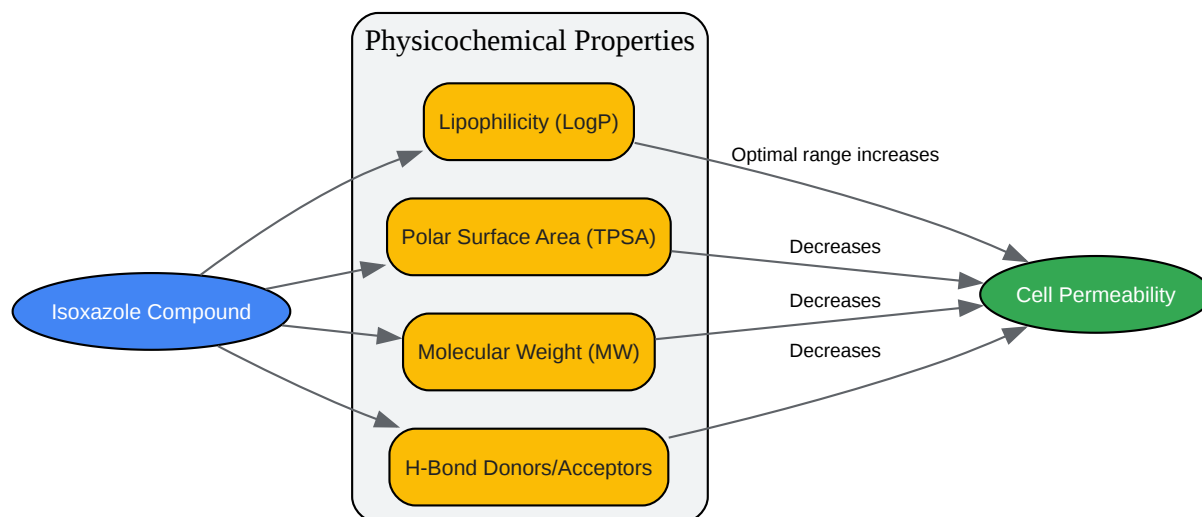 Physicochemical Properties
Lipophilicity (LogP)
Optimal range increases
Polar Surface Area (TPSA)
Decreases
Isoxazole Compound
Cell Permeability
Decreases
Molecular Weight (MW)
Decreases
H-Bond Donors/Acceptors